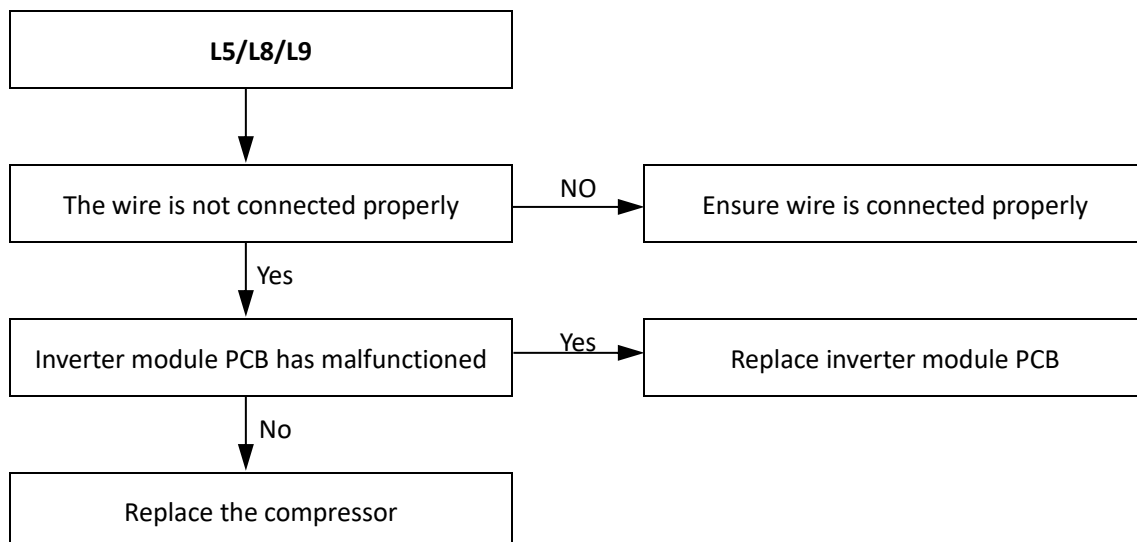 L5/L8/L9
The wire is not connected properly
NO
Ensure wire is connected properly
Yes
Inverter module PCB has malfunctioned
Yes
Replace inverter module PCB
No
Replace the compressor